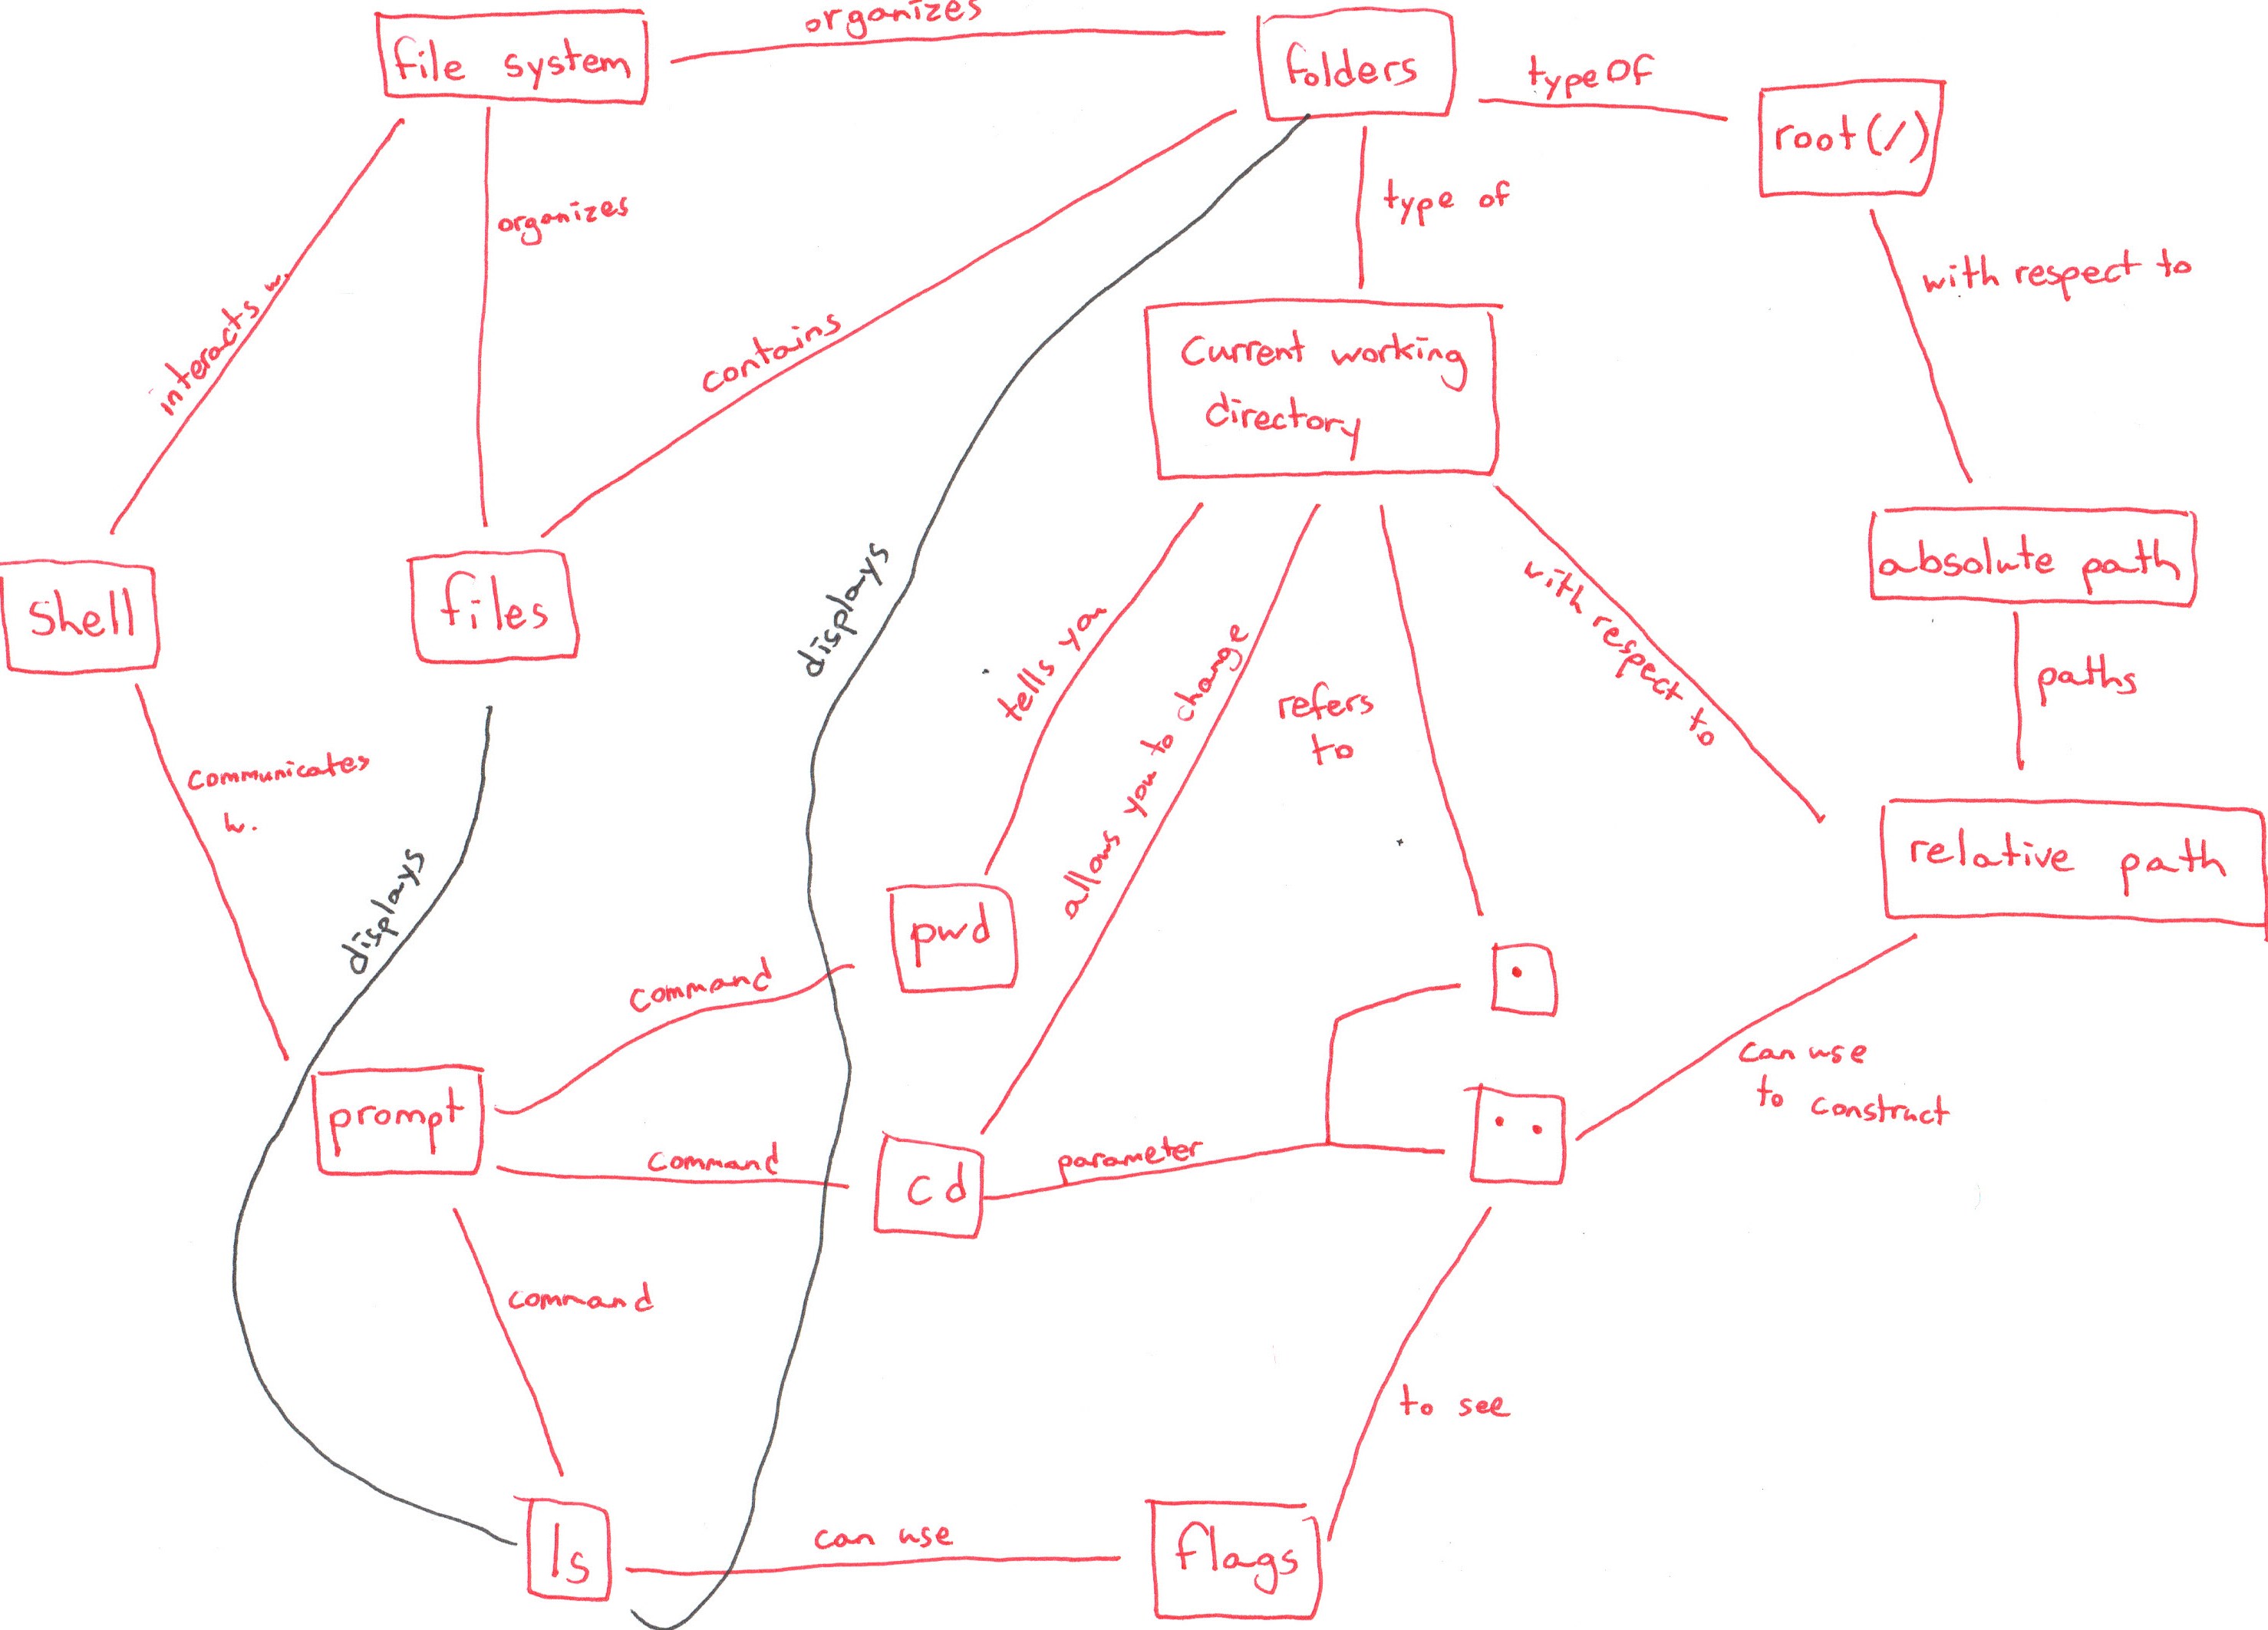 organizes
file system
folders
type OF
root(/)
organizes
type of
with respect to
interacts w.
contains
Current working
directory
absolute path
shell
files
displays
tells you
allows you to change
refers
to
with respect to
paths
communicates
w.
displays
relative path
pwd
command
.
can use
to construct
prompt
..
command
parameter
cd
command
to see
ls
can use
flags